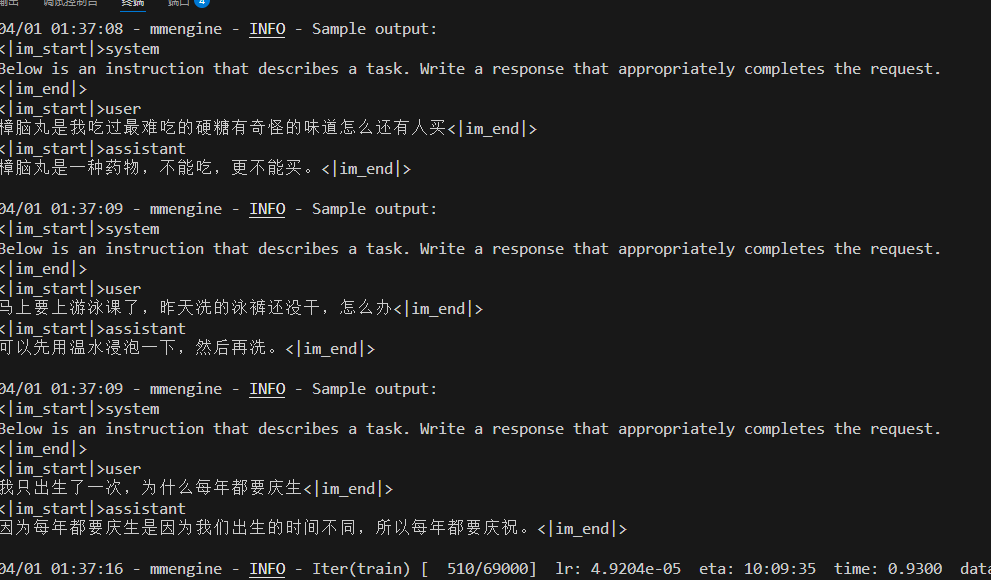 输出 调试控制台 终端 端口 4
04/01 01:37:08 - mmengine - INFO - Sample output:
<|im_start|>system
Below is an instruction that describes a task. Write a response that appropriately completes the request.
<|im_end|>
<|im_start|>user
樟脑丸是我吃过最难吃的硬糖有奇怪的味道怎么还有人买<|im_end|>
<|im_start|>assistant
樟脑丸是一种药物，不能吃，更不能买。<|im_end|>
04/01 01:37:09 - mmengine - INFO - Sample output:
<|im_start|>system
Below is an instruction that describes a task. Write a response that appropriately completes the request.
<|im_end|>
<|im_start|>user
马上要上游泳课了，昨天洗的泳裤还没干，怎么办<|im_end|>
<|im_start|>assistant
可以先用温水浸泡一下，然后再洗。<|im_end|>
04/01 01:37:09 - mmengine - INFO - Sample output:
<|im_start|>system
Below is an instruction that describes a task. Write a response that appropriately completes the request.
<|im_end|>
<|im_start|>user
我只出生了一次，为什么每年都要庆生<|im_end|>
<|im_start|>assistant
因为每年都要庆生是因为我们出生的时间不同，所以每年都要庆祝。<|im_end|>
04/01 01:37:16 - mmengine - INFO - Iter(train) [  510/69000]  lr: 4.9204e-05  eta: 10:09:35  time: 0.9300  data